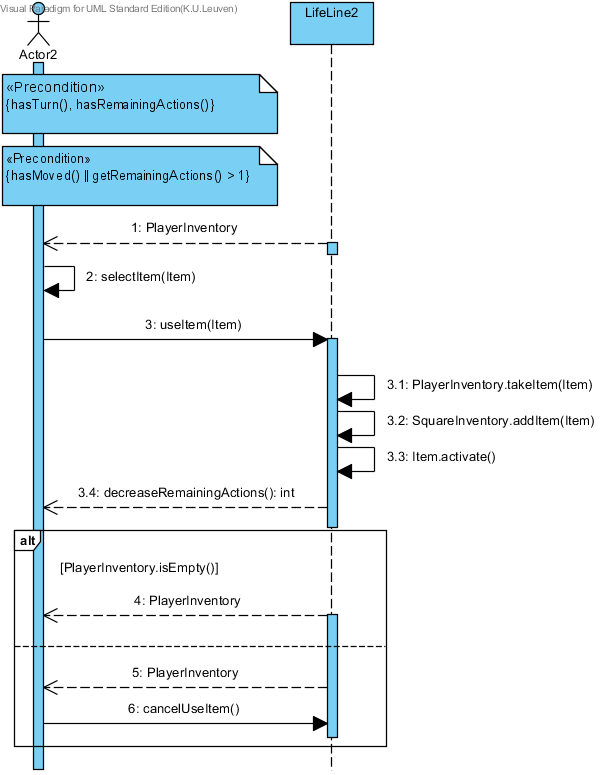 Visual Paradigm for UML Standard Edition(K.U.Leuven)
LifeLine2
Actor2
«Precondition»
{hasTurn(), hasRemainingActions()}
«Precondition»
{hasMoved() || getRemainingActions() > 1}
1: PlayerInventory
2: selectItem(Item)
3: useItem(Item)
3.1: PlayerInventory.takeItem(Item)
3.2: SquareInventory.addItem(Item)
3.3: Item.activate()
3.4: decreaseRemainingActions(): int
alt
[PlayerInventory.isEmpty()]
4: PlayerInventory
5: PlayerInventory
6: cancelUseItem()